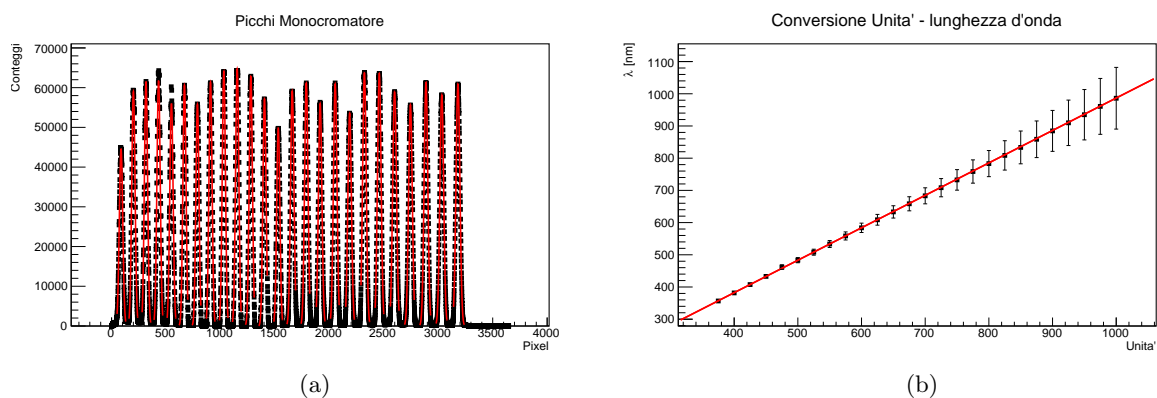 Picchi Monocromatore
Conteggi
70000
60000
50000
40000
30000
20000
10000
0
0 500 1000 1500 2000 2500 3000 3500 4000
Pixel
(a)
Conversione Unita' - lunghezza d'onda
λ [nm]
1100
1000
900
800
700
600
500
400
300
400 500 600 700 800 900 1000
Unita'
(b)